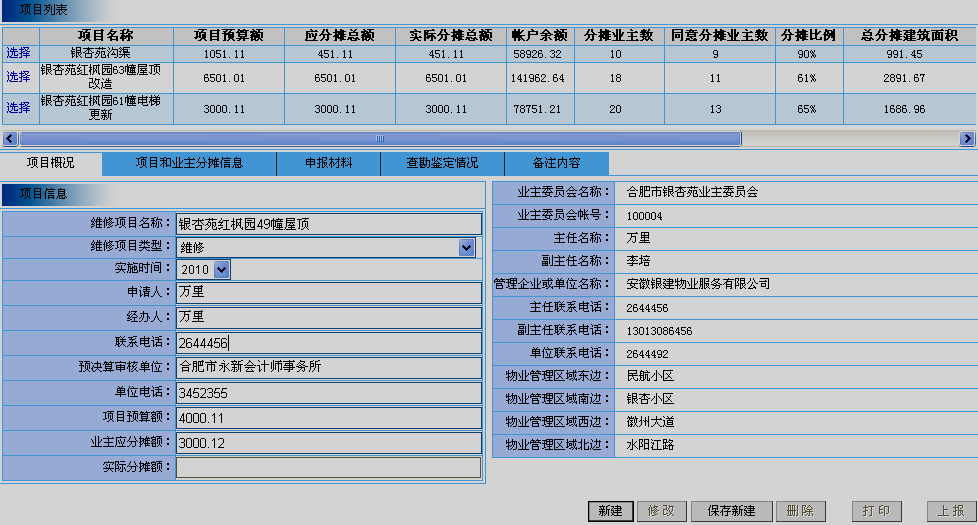 项目列表
项目名称 项目预算额 应分摊总额 实际分摊总额 帐户余额 分摊业主数 同意分摊业主数 分摊比例 总分摊建筑面积
选择 银杏苑沟渠 1051.11 451.11 451.11 58926.32 10 9 90% 991.45
选择 银杏苑红枫园63幢屋顶改造 6501.01 6501.01 6501.01 141962.64 18 11 61% 2891.67
选择 银杏苑红枫园61幢电梯更新 3000.11 3000.11 3000.11 78751.21 20 13 65% 1686.96
项目概况 项目和业主分摊信息 申报材料 查勘鉴定情况 备注内容
项目信息
维修项目名称： 银杏苑红枫园49幢屋顶
维修项目类型： 维修
实施时间： 2010
申请人： 万里
经办人： 万里
联系电话： 2644456
预决算审核单位： 合肥市永新会计师事务所
单位电话： 3452355
项目预算额： 4000.11
业主应分摊额： 3000.12
实际分摊额：
业主委员会名称： 合肥市银杏苑业主委员会
业主委员会帐号： 100004
主任名称： 万里
副主任名称： 李培
管理企业或单位名称： 安徽银建物业服务有限公司
主任联系电话： 2644456
副主任联系电话： 13013086456
单位联系电话： 2644492
物业管理区域东边： 民航小区
物业管理区域南边： 银杏小区
物业管理区域西边： 徽州大道
物业管理区域北边： 水阳江路
新建 修改 保存新建 删除 打印 上报